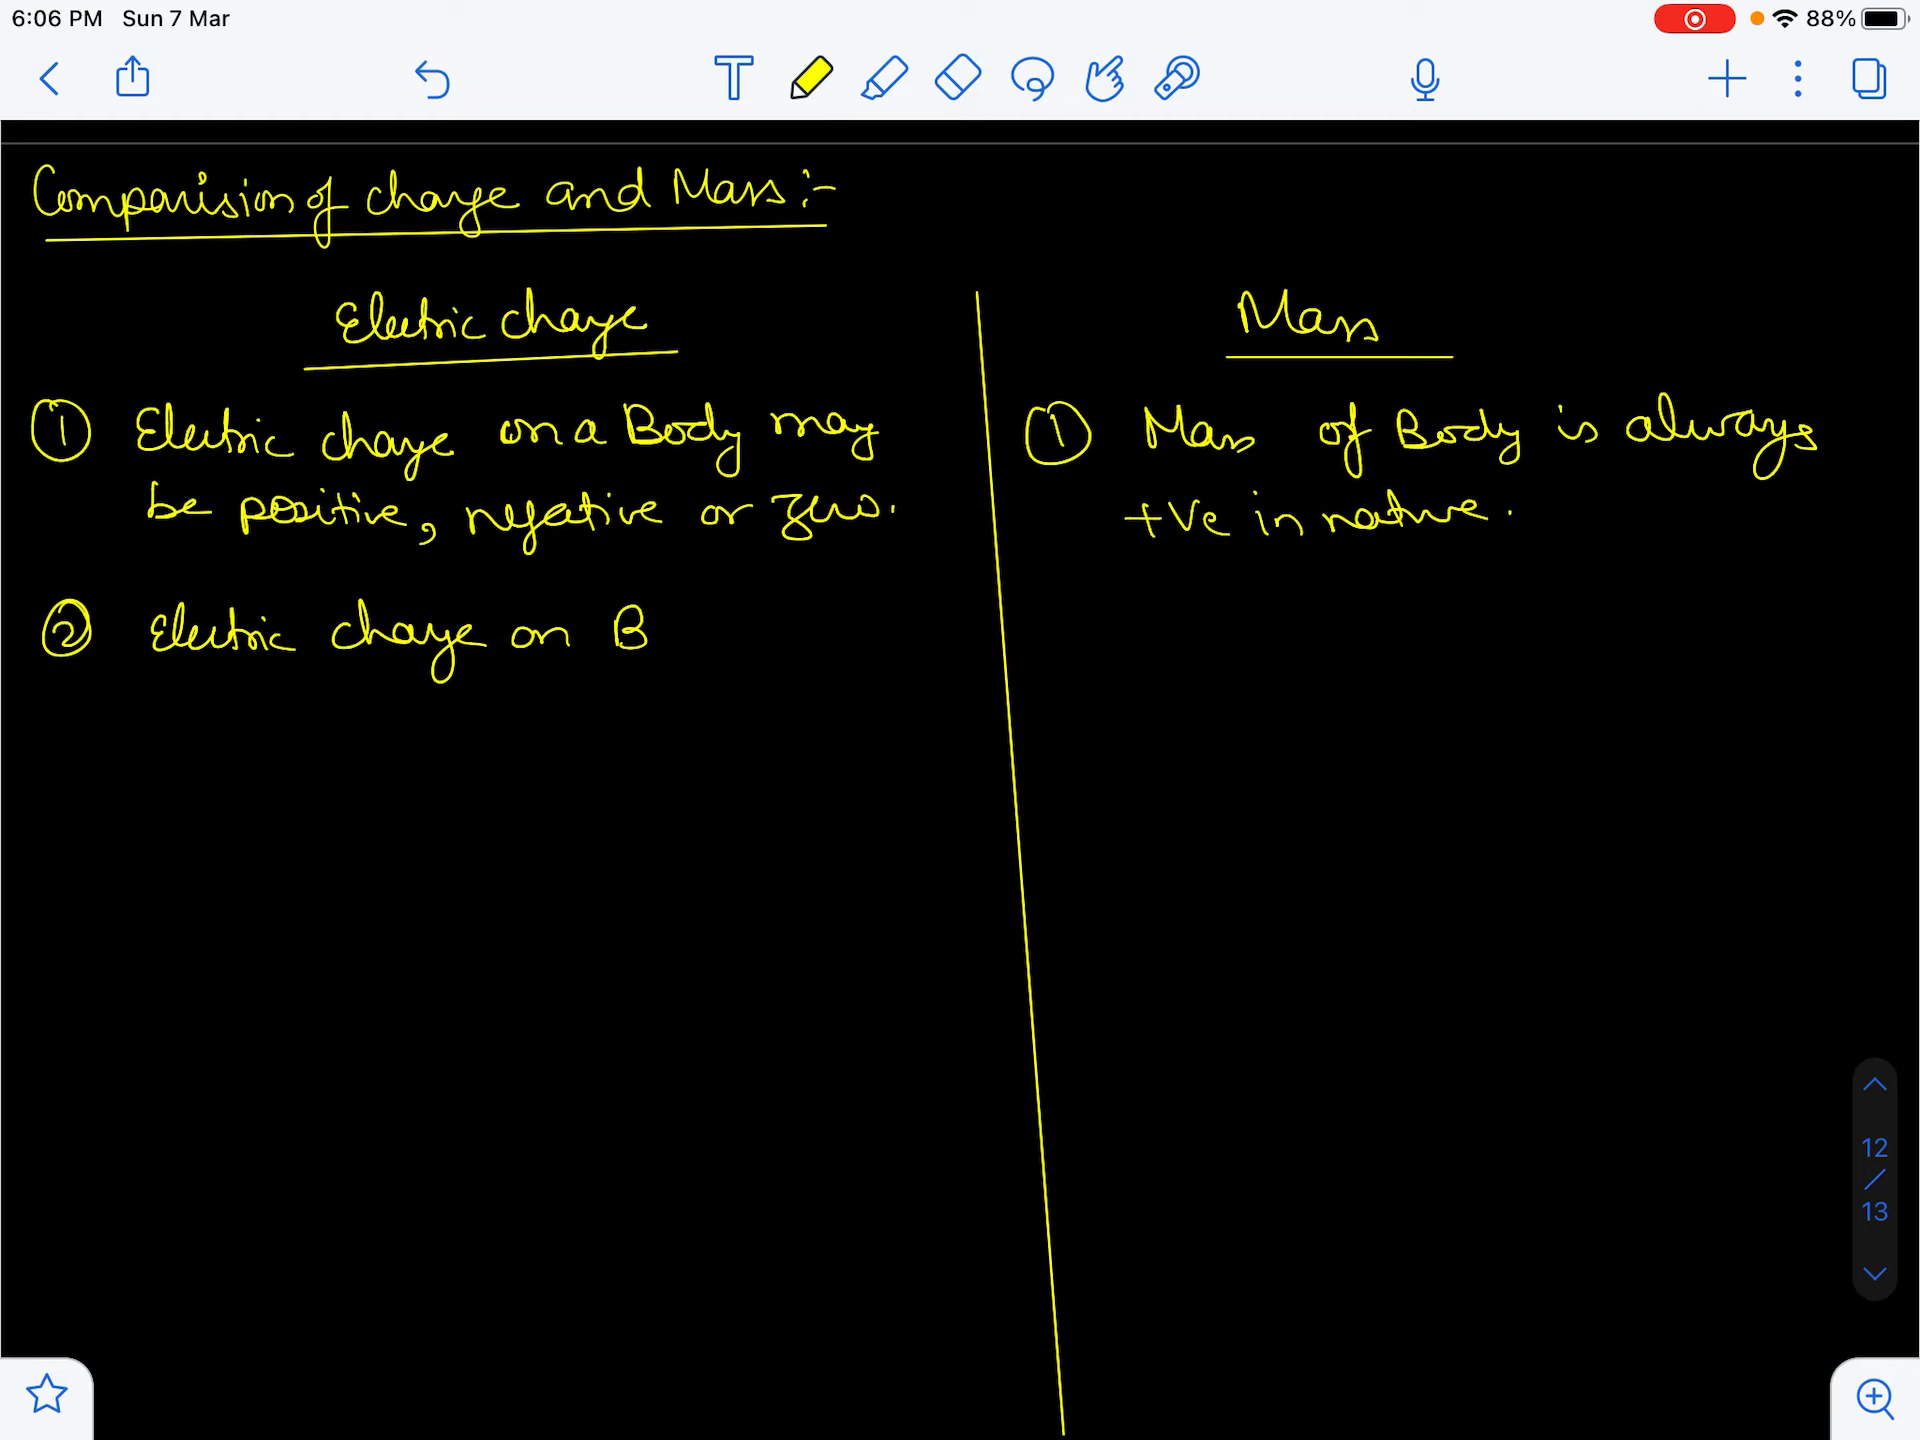 6:06 PM Sun 7 Mar
88%
Comparision of charge and Mass :-
Electric charge
Mass
① Electric charge on a Body may
be positive, negative or zero.
① Mass of Body is always
+ve in nature.
② Electric charge on B
12
/
13